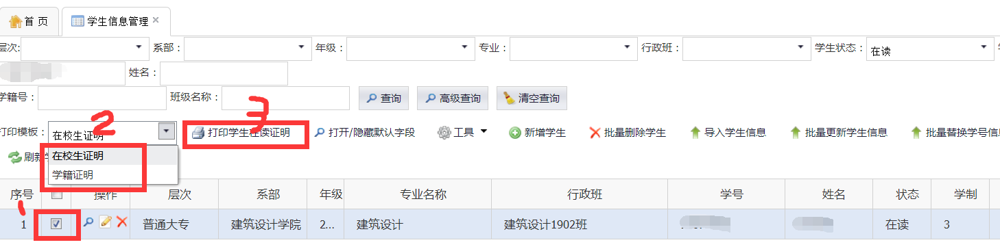 首 页 学生信息管理
层次: 系部： 年级： 专业： 行政班： 学生状态： 在读
姓名：
学籍号： 班级名称： 查询 高级查询 清空查询
打印模板： 在校生证明 2 打印学生在读证明 3 打开/隐藏默认字段 工具 新增学生 批量删除学生 导入学生信息 批量更新学生信息 批量替换学号信息
刷新 在校生证明
学籍证明
序号 操作 层次 系部 年级 专业名称 行政班 学号 姓名 状态 学制
1
1 普通大专 建筑设计学院 2... 建筑设计 建筑设计1902班 在读 3